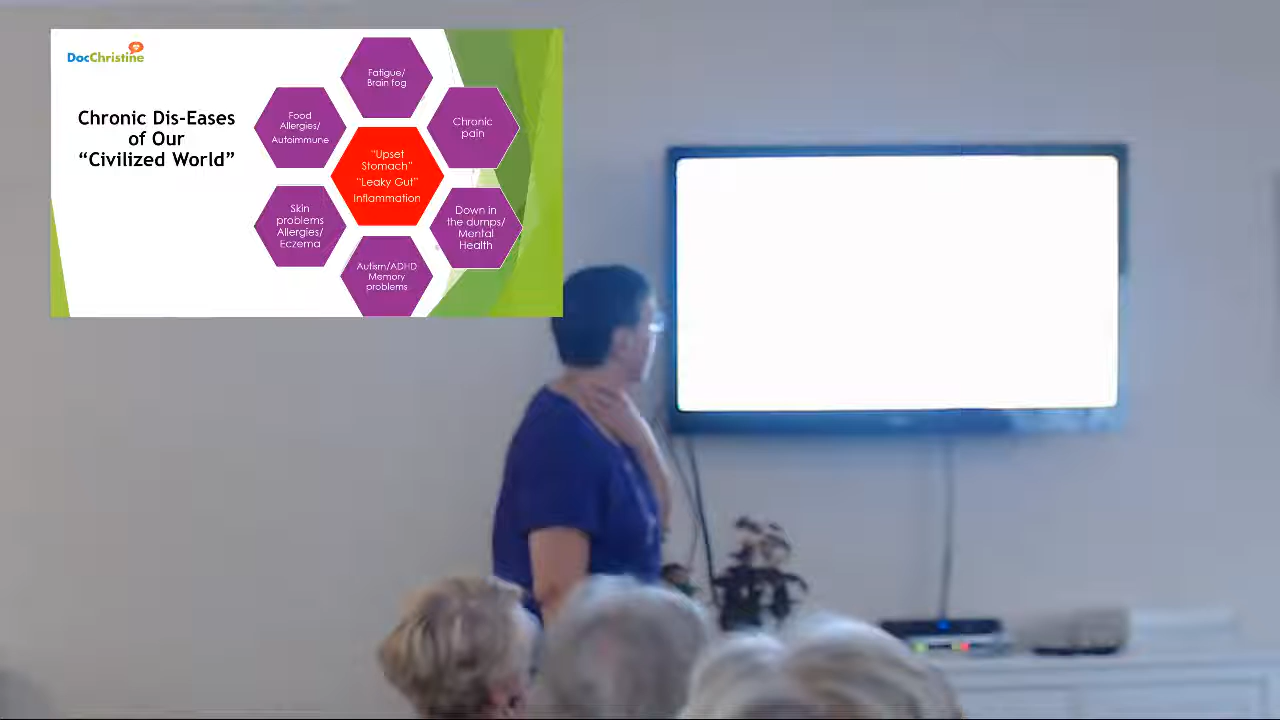 DocChristine
Chronic Dis-Eases
of Our
“Civilized World”
Fatigue/
Brain fog
Food
Allergies/
Autoimmune
Chronic
pain
“Upset
Stomach”
“Leaky Gut”
Inflammation
Skin
problems
Allergies/
Eczema
Down in
the dumps/
Mental
Health
Autism/ADHD
Memory
problems